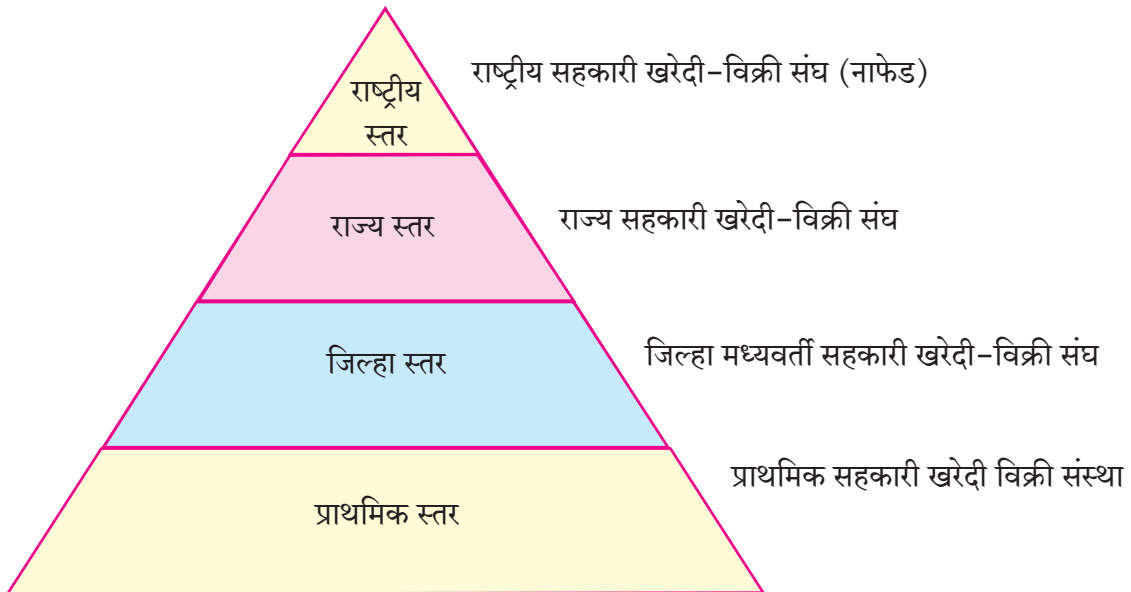 राष्ट्रीय सहकारी खरेदी-विक्री संघ (नाफेड)
राष्ट्रीय
स्तर
राज्य सहकारी खरेदी-विक्री संघ
राज्य स्तर
जिल्हा मध्यवर्ती सहकारी खरेदी-विक्री संघ
जिल्हा स्तर
प्राथमिक सहकारी खरेदी विक्री संस्था
प्राथमिक स्तर